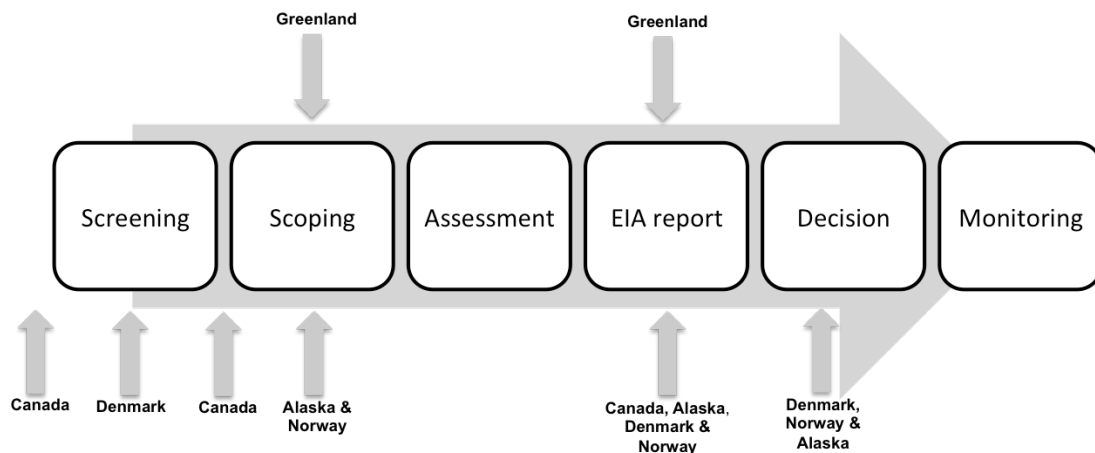 Greenland
Greenland
Screening
Scoping
Assessment
EIA report
Decision
Monitoring
Canada
Denmark
Canada
Alaska &
Norway
Canada, Alaska,
Denmark &
Norway
Denmark,
Norway &
Alaska